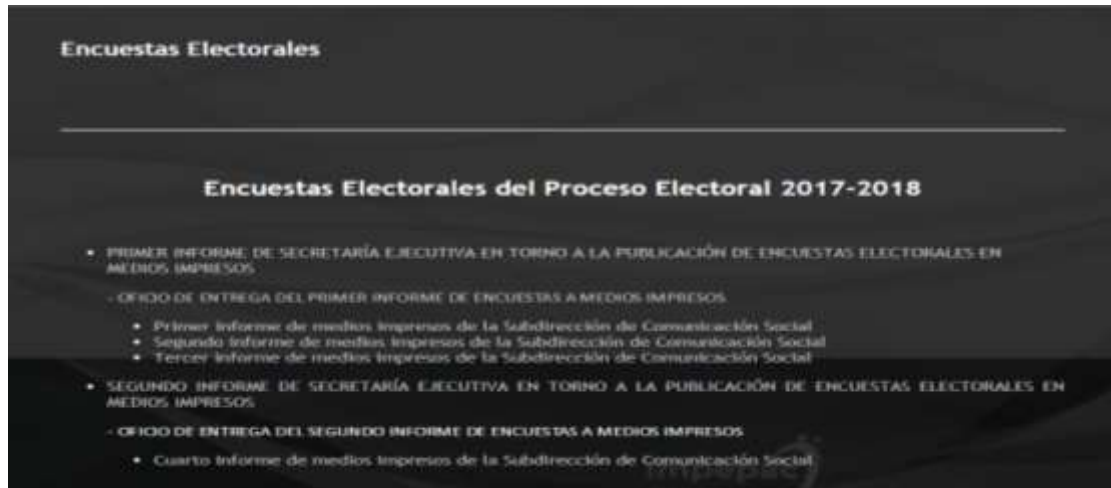 Encuestas Electorales
Encuestas Electorales del Proceso Electoral 2017-2018
• PRIMER INFORME DE SECRETARÍA EJECUTIVA EN TORNO A LA PUBLICACIÓN DE ENCUESTAS ELECTORALES EN
MEDIOS IMPRESOS
- OFICIO DE ENTREGA DEL PRIMER INFORME DE ENCUESTAS A MEDIOS IMPRESOS
• Primer informe de medios impresos de la Subdirección de Comunicación Social
• Segundo informe de medios impresos de la Subdirección de Comunicación Social
• Tercer informe de medios impresos de la Subdirección de Comunicación Social
• SEGUNDO INFORME DE SECRETARÍA EJECUTIVA EN TORNO A LA PUBLICACIÓN DE ENCUESTAS ELECTORALES EN
MEDIOS IMPRESOS
- OFICIO DE ENTREGA DEL SEGUNDO INFORME DE ENCUESTAS A MEDIOS IMPRESOS
• Cuarto informe de medios impresos de la Subdirección de Comunicación Social